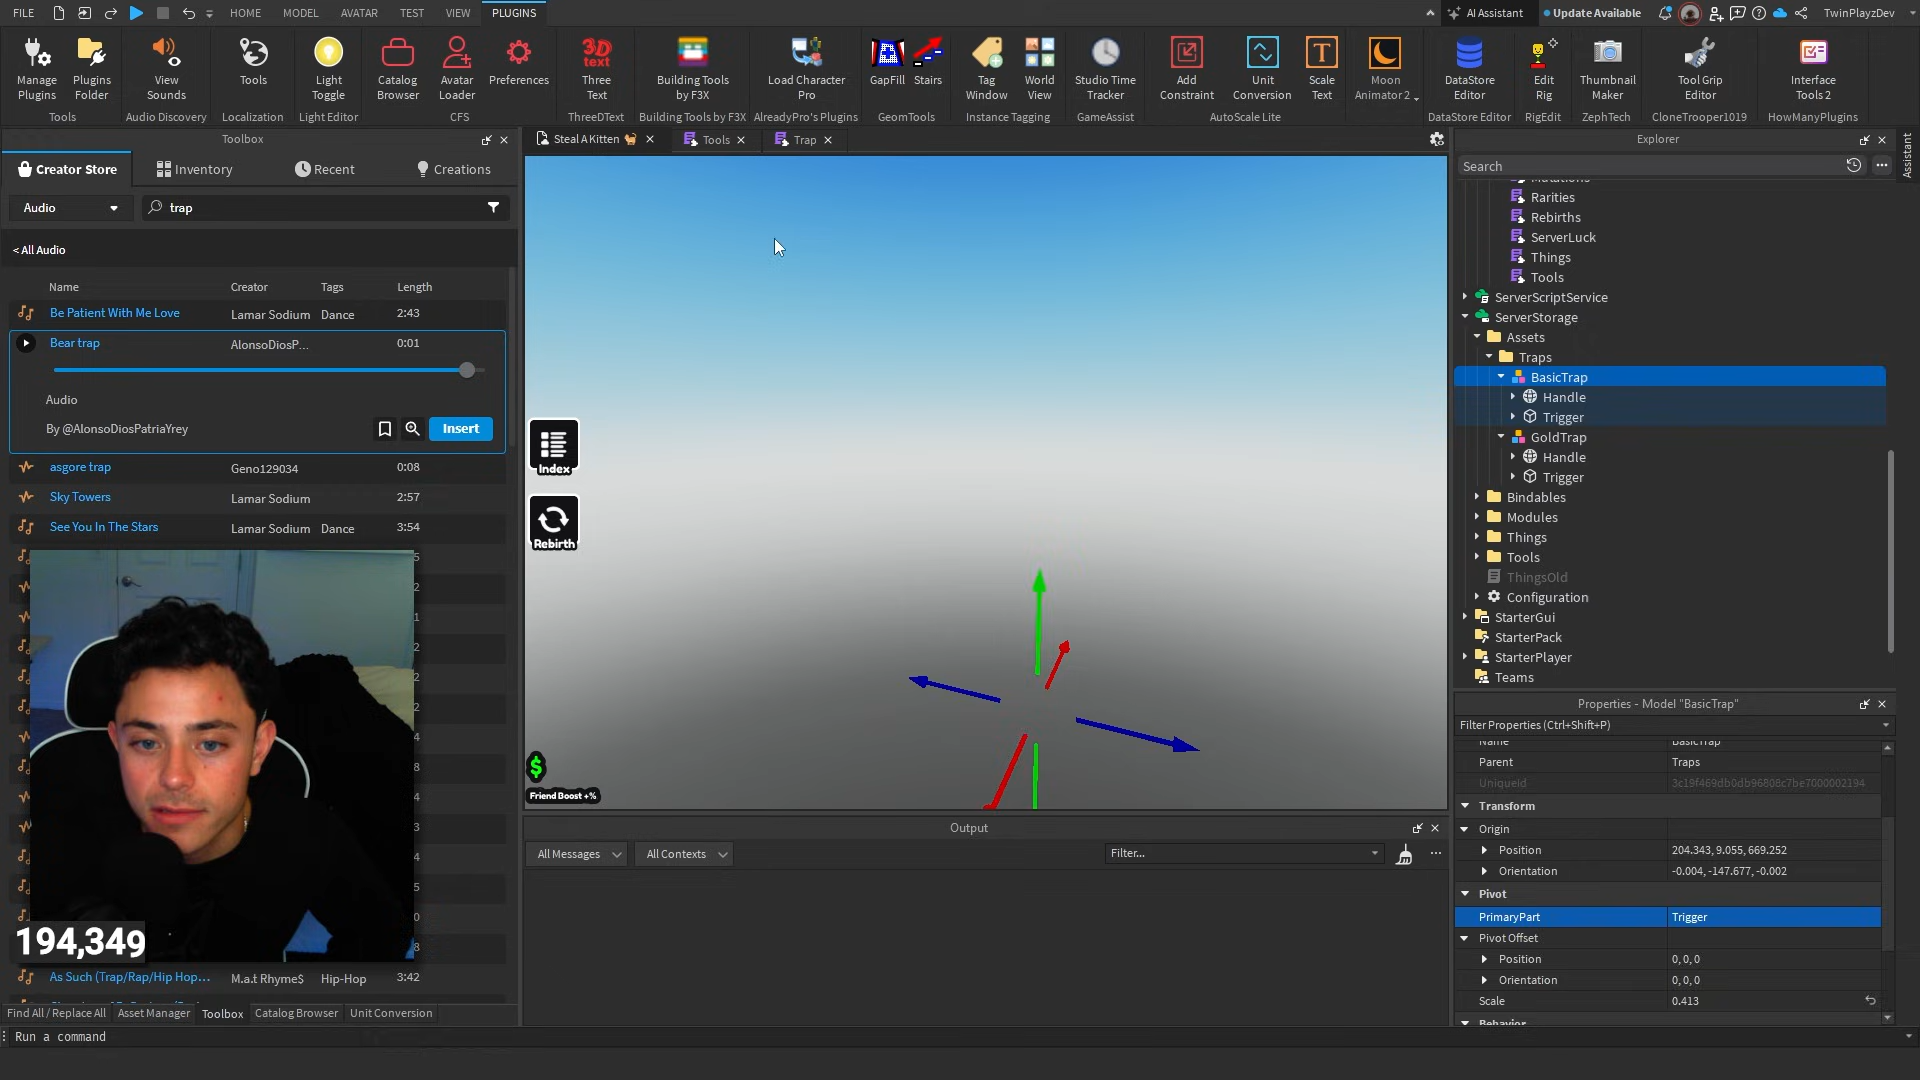 FILE HOME MODEL AVATAR TEST VIEW PLUGINS AI Assistant Update Available TwinPlayzDev
Manage Plugins
Plugins Folder
View Sounds
Tools
Light Toggle
Catalog Browser
Avatar Loader
Preferences
3D text
Three Text
Building Tools by F3X
Load Character Pro
GapFill
Stairs
Tag Window
World View
Studio Time Tracker
Add Constraint
Unit Conversion
Scale Text
Moon Animator 2
DataStore Editor
Edit Rig
Thumbnail Maker
Tool Grip Editor
Interface Tools 2
Tools Audio Discovery Localization Light Editor CFS ThreeDText Building Tools by F3X AlreadyPro's Plugins GeomTools Instance Tagging GameAssist AutoScale Lite DataStore Editor RigEdit ZephTech CloneTrooper1019 HowManyPlugins
Toolbox
Creator Store Inventory Recent Creations
Audio trap
< All Audio
Name Creator Tags Length
Be Patient With Me Love Lamar Sodium Dance 2:43
Bear trap AlonsoDiosP... 0:01
Audio
By @AlonsoDiosPatriaYrey Insert
asgore trap Geno129034 0:08
Sky Towers Lamar Sodium 2:57
See You In The Stars Lamar Sodium Dance 3:54
194,349
As Such (Trap/Rap/Hip Hop... M.a.t Rhyme$ Hip-Hop 3:42
Find All / Replace All Asset Manager Toolbox Catalog Browser Unit Conversion
Run a command
Steal A Kitten Tools Trap
Index
Rebirth
$
Friend Boost +%
Output
All Messages All Contexts Filter...
Explorer
Assistant
Search
Mutations
Rarities
Rebirths
ServerLuck
Things
Tools
ServerScriptService
ServerStorage
Assets
Traps
BasicTrap
Handle
Trigger
GoldTrap
Handle
Trigger
Bindables
Modules
Things
Tools
ThingsOld
Configuration
StarterGui
StarterPack
StarterPlayer
Teams
Properties - Model "BasicTrap"
Filter Properties (Ctrl+Shift+P)
Name BasicTrap
Parent Traps
UniqueId 3c19f469db0db96808c7be7000002194
Transform
Origin
Position 204.343, 9.055, 669.252
Orientation -0.004, -147.677, -0.002
Pivot
PrimaryPart Trigger
Pivot Offset
Position 0, 0, 0
Orientation 0, 0, 0
Scale 0.413
Behavior